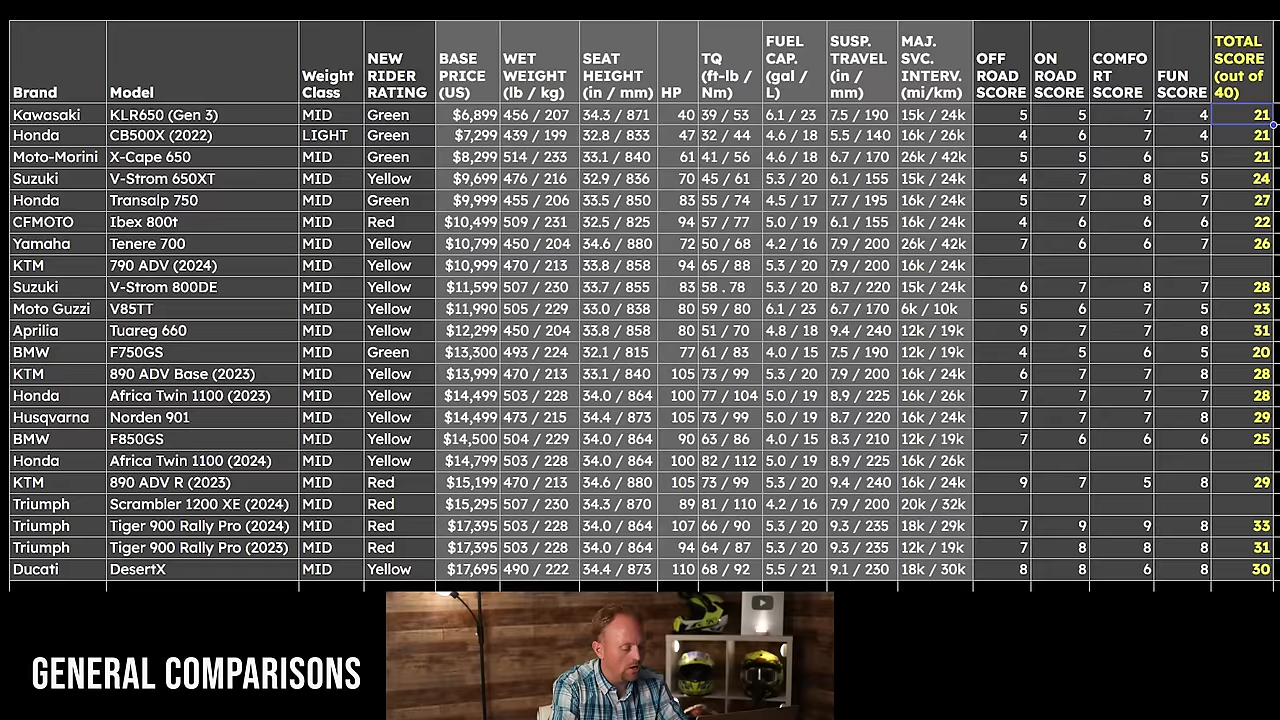 Brand Model Weight Class NEW RIDER RATING BASE PRICE (US) WET WEIGHT (lb / kg) SEAT HEIGHT (in / mm) HP TQ (ft-lb / Nm) FUEL CAP. (gal / L) SUSP. TRAVEL (in / mm) MAJ. SVC. INTERV. (mi/km) OFF ROAD SCORE ON ROAD SCORE COMFO RT SCORE FUN SCORE TOTAL SCORE (out of 40)
Kawasaki KLR650 (Gen 3) MID Green $6,899 456 / 207 34.3 / 871 40 39 / 53 6.1 / 23 7.5 / 190 15k / 24k 5 5 7 4 21
Honda CB500X (2022) LIGHT Green $7,299 439 / 199 32.8 / 833 47 32 / 44 4.6 / 18 5.5 / 140 16k / 26k 4 6 7 4 21
Moto-Morini X-Cape 650 MID Green $8,299 514 / 233 33.1 / 840 61 41 / 56 4.6 / 18 6.7 / 170 26k / 42k 5 5 6 5 21
Suzuki V-Strom 650XT MID Yellow $9,699 476 / 216 32.9 / 836 70 45 / 61 5.3 / 20 6.1 / 155 15k / 24k 4 7 8 5 24
Honda Transalp 750 MID Green $9,999 455 / 206 33.5 / 850 83 55 / 74 4.5 / 17 7.7 / 195 16k / 24k 5 7 8 7 27
CFMOTO Ibex 800t MID Red $10,499 509 / 231 32.5 / 825 94 57 / 77 5.0 / 19 6.1 / 155 16k / 24k 4 6 6 6 22
Yamaha Tenere 700 MID Yellow $10,799 450 / 204 34.6 / 880 72 50 / 68 4.2 / 16 7.9 / 200 26k / 42k 7 6 6 7 26
KTM 790 ADV (2024) MID Yellow $10,999 470 / 213 33.8 / 858 94 65 / 88 5.3 / 20 7.9 / 200 16k / 24k
Suzuki V-Strom 800DE MID Yellow $11,599 507 / 230 33.7 / 855 83 58 . 78 5.3 / 20 8.7 / 220 15k / 24k 6 7 8 7 28
Moto Guzzi V85TT MID Yellow $11,990 505 / 229 33.0 / 838 80 59 / 80 6.1 / 23 6.7 / 170 6k / 10k 5 6 7 5 23
Aprilia Tuareg 660 MID Yellow $12,299 450 / 204 33.8 / 858 80 51 / 70 4.8 / 18 9.4 / 240 12k / 19k 9 7 7 8 31
BMW F750GS MID Green $13,300 493 / 224 32.1 / 815 77 61 / 83 4.0 / 15 7.5 / 190 12k / 19k 4 5 6 5 20
KTM 890 ADV Base (2023) MID Yellow $13,999 470 / 213 33.1 / 840 105 73 / 99 5.3 / 20 7.9 / 200 16k / 24k 6 7 7 8 28
Honda Africa Twin 1100 (2023) MID Yellow $14,499 503 / 228 34.0 / 864 100 77 / 104 5.0 / 19 8.9 / 225 16k / 26k 7 7 7 7 28
Husqvarna Norden 901 MID Yellow $14,499 473 / 215 34.4 / 873 105 73 / 99 5.0 / 19 8.7 / 220 16k / 24k 7 7 7 8 29
BMW F850GS MID Yellow $14,500 504 / 229 34.0 / 864 90 63 / 86 4.0 / 15 8.3 / 210 12k / 19k 7 6 6 6 25
Honda Africa Twin 1100 (2024) MID Yellow $14,799 503 / 228 34.0 / 864 100 82 / 112 5.0 / 19 8.9 / 225 16k / 26k
KTM 890 ADV R (2023) MID Red $15,199 470 / 213 34.6 / 880 105 73 / 99 5.3 / 20 9.4 / 240 16k / 24k 9 7 5 8 29
Triumph Scrambler 1200 XE (2024) MID Red $15,295 507 / 230 34.3 / 870 89 81 / 110 4.2 / 16 7.9 / 200 20k / 32k
Triumph Tiger 900 Rally Pro (2024) MID Red $17,395 503 / 228 34.0 / 864 107 66 / 90 5.3 / 20 9.3 / 235 18k / 29k 7 9 9 8 33
Triumph Tiger 900 Rally Pro (2023) MID Red $17,395 503 / 228 34.0 / 864 94 64 / 87 5.3 / 20 9.3 / 235 12k / 19k 7 8 8 8 31
Ducati DesertX MID Yellow $17,695 490 / 222 34.4 / 873 110 68 / 92 5.5 / 21 9.1 / 230 18k / 30k 8 8 6 8 30
GENERAL COMPARISONS